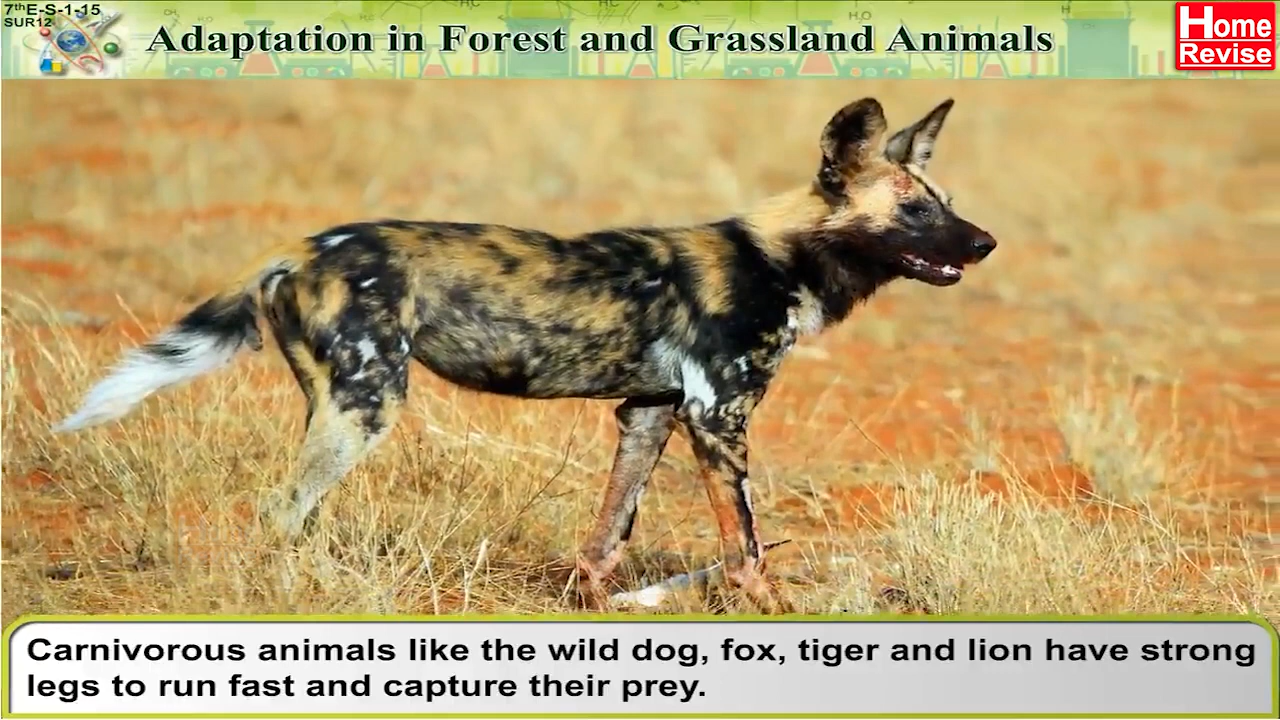 7thE-S-1-15
SUR12
Adaptation in Forest and Grassland Animals
Home
Revise
H₂O
Carnivorous animals like the wild dog, fox, tiger and lion have strong
legs to run fast and capture their prey.